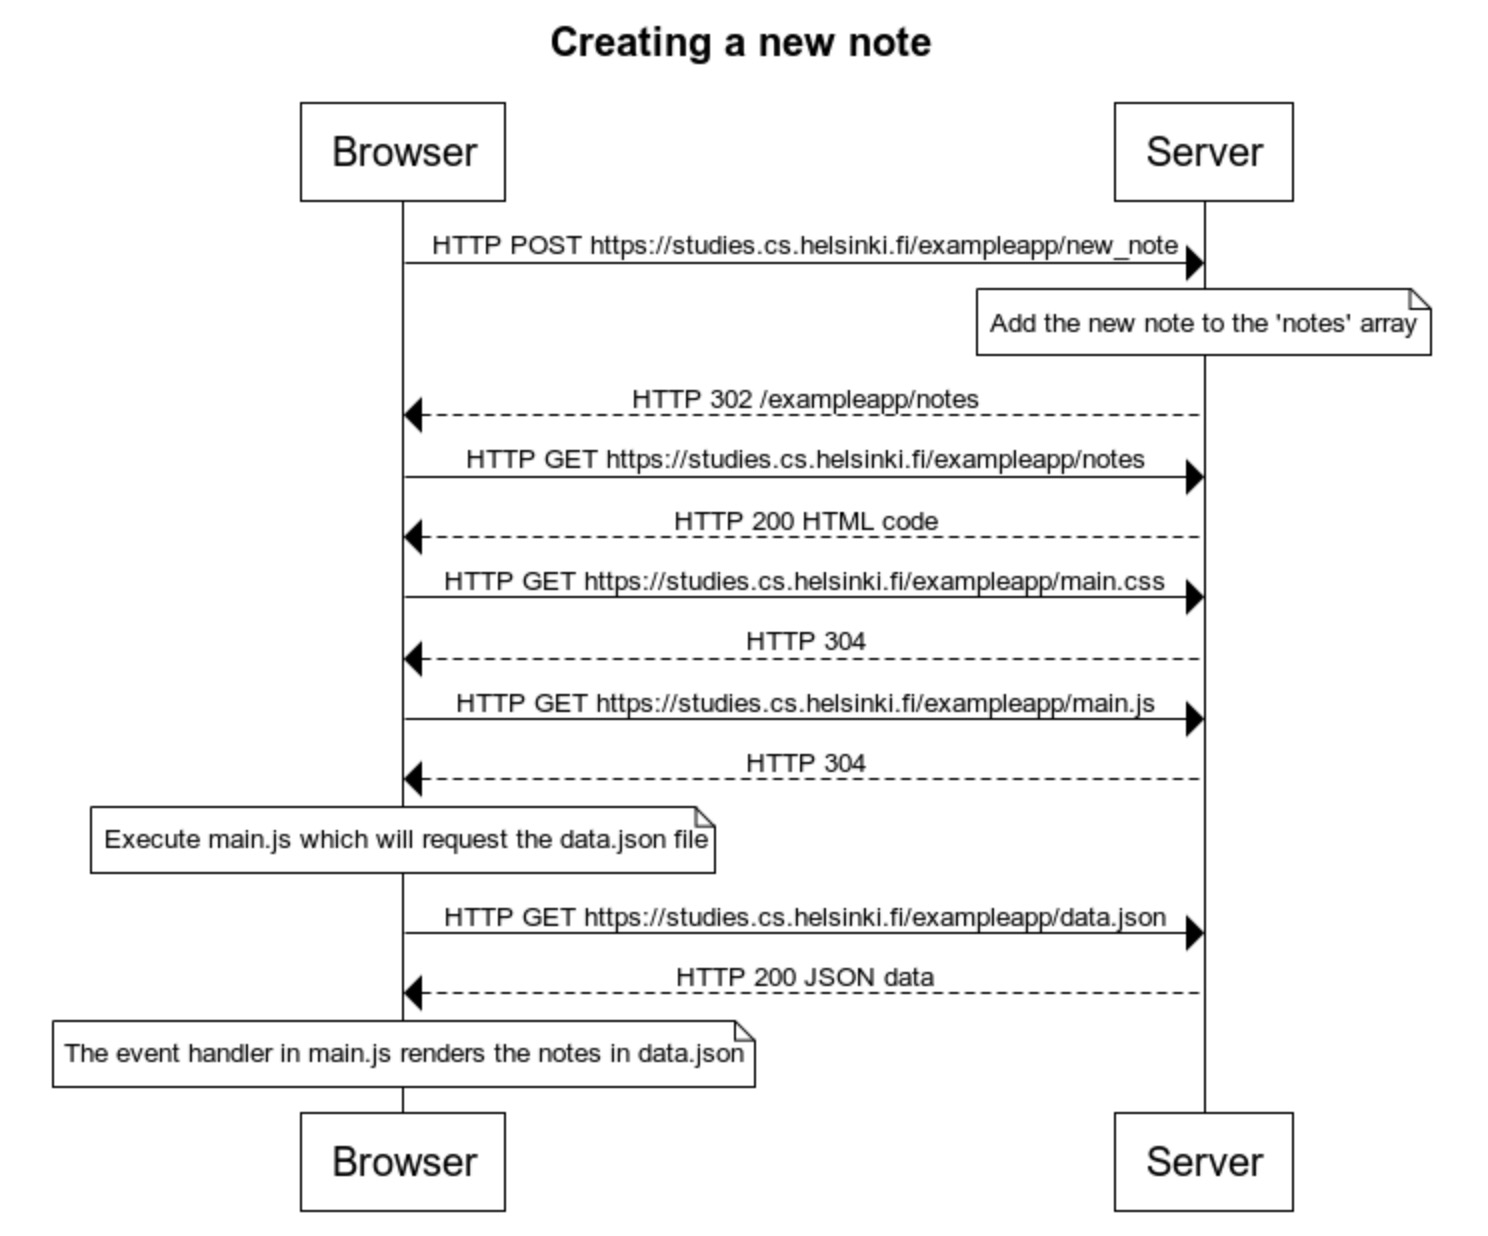 Creating a new note
Browser
Server
HTTP POST https://studies.cs.helsinki.fi/exampleapp/new_note
Add the new note to the 'notes' array
HTTP 302 /exampleapp/notes
HTTP GET https://studies.cs.helsinki.fi/exampleapp/notes
HTTP 200 HTML code
HTTP GET https://studies.cs.helsinki.fi/exampleapp/main.css
HTTP 304
HTTP GET https://studies.cs.helsinki.fi/exampleapp/main.js
HTTP 304
Execute main.js which will request the data.json file
HTTP GET https://studies.cs.helsinki.fi/exampleapp/data.json
HTTP 200 JSON data
The event handler in main.js renders the notes in data.json
Browser
Server